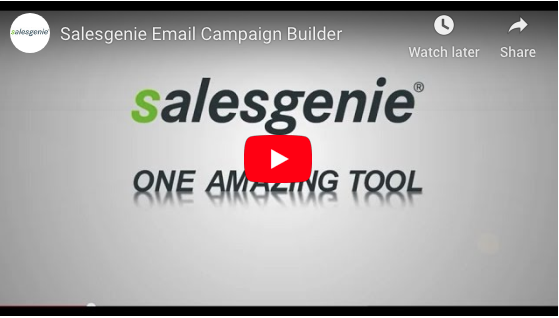 salesgenie
Salesgenie Email Campaign Builder
Watch later
Share
salesgenie®
ONE AMAZING TOOL